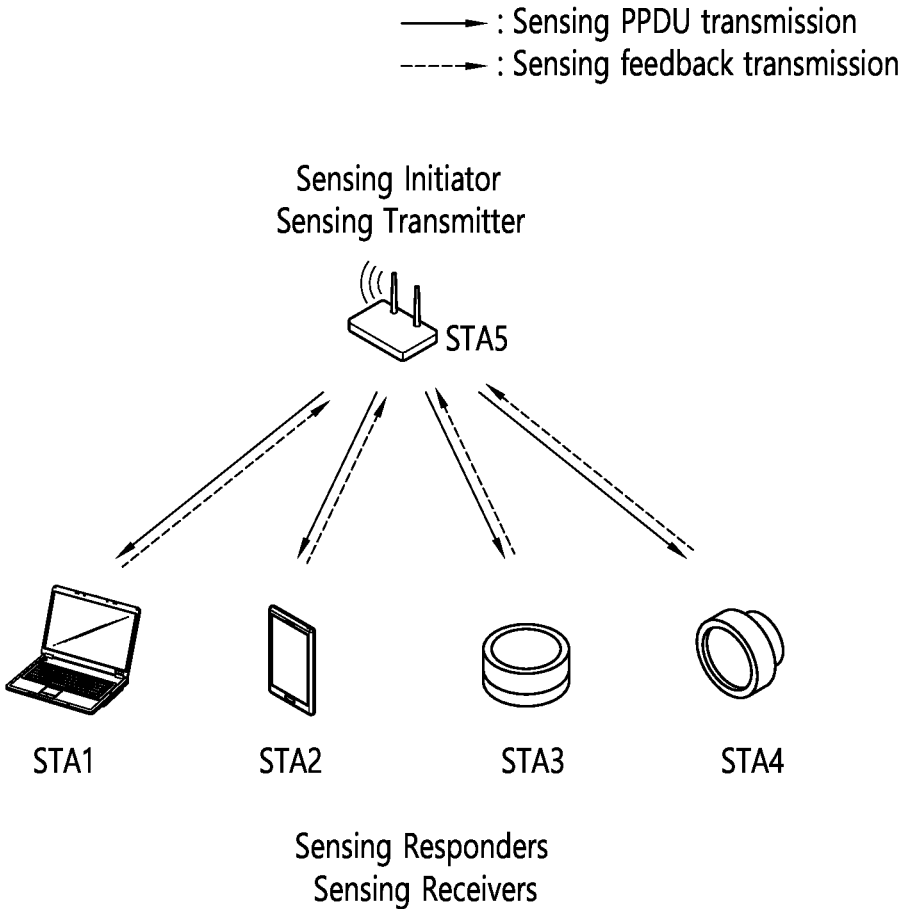 : Sensing PPDU transmission
: Sensing feedback transmission
Sensing Initiator
Sensing Transmitter
STA5
STA1 STA2 STA3 STA4
Sensing Responders
Sensing Receivers